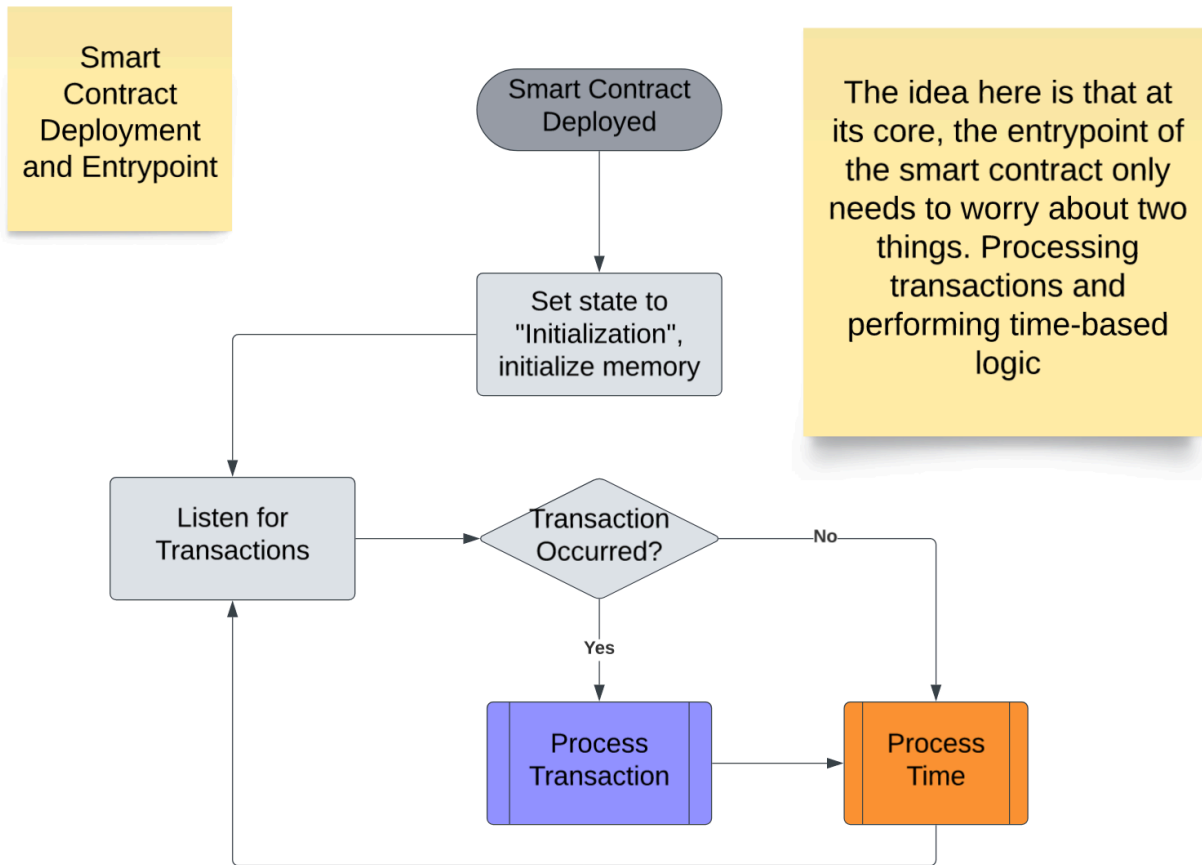 Smart
Contract
Deployment
and Entrypoint
Smart Contract
Deployed
The idea here is that at
its core, the entrypoint of
the smart contract only
needs to worry about two
things. Processing
transactions and
performing time-based
logic
Set state to
"Initialization",
initialize memory
Listen for
Transactions
Transaction
Occurred?
No
Yes
Process
Transaction
Process
Time